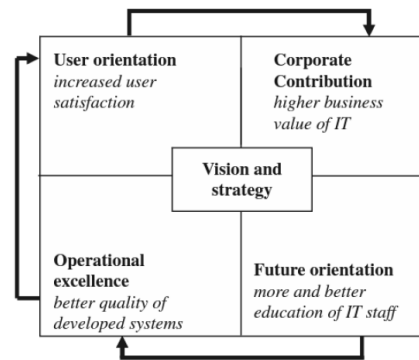 User orientation
increased user
satisfaction
Corporate
Contribution
higher business
value of IT
Vision and
strategy
Operational
excellence
better quality of
developed systems
Future orientation
more and better
education of IT staff